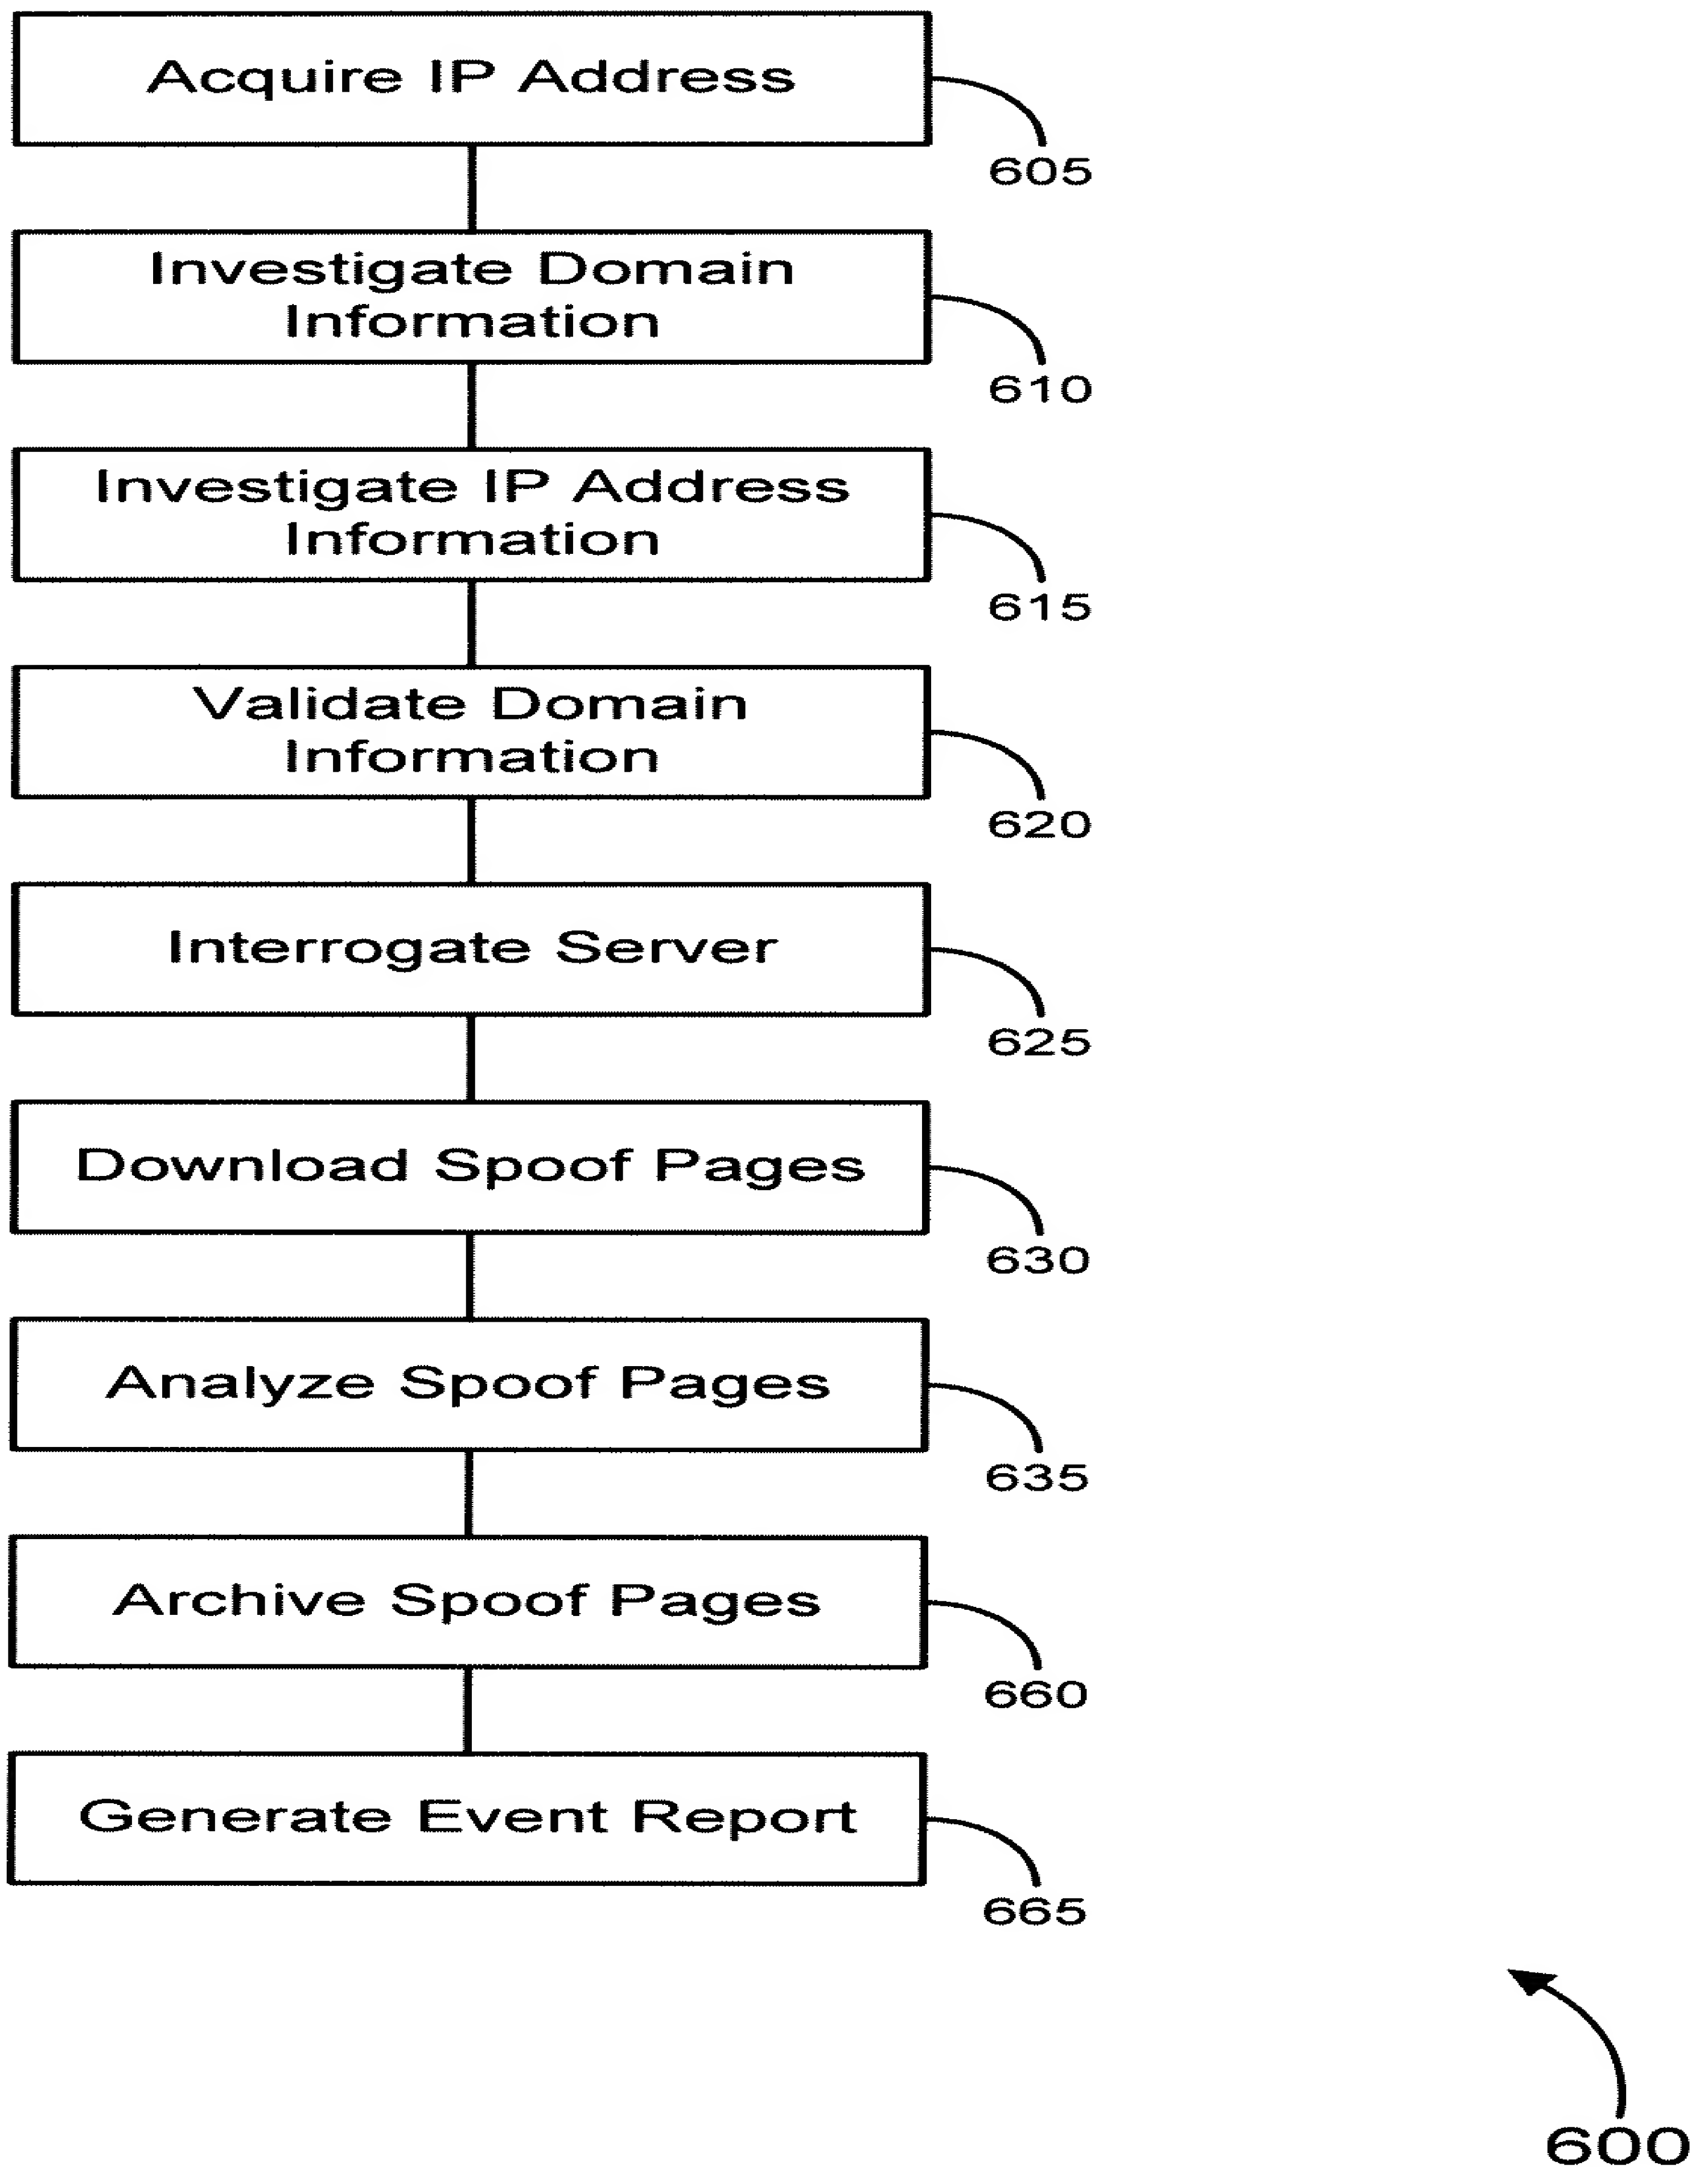 Acquire IP Address
605
Investigate Domain
Information
610
Investigate IP Address
Information
615
Validate Domain
Information
620
Interrogate Server
625
Download Spoof Pages
630
Analyze Spoof Pages
635
Archive Spoof Pages
660
Generate Event Report
665
600